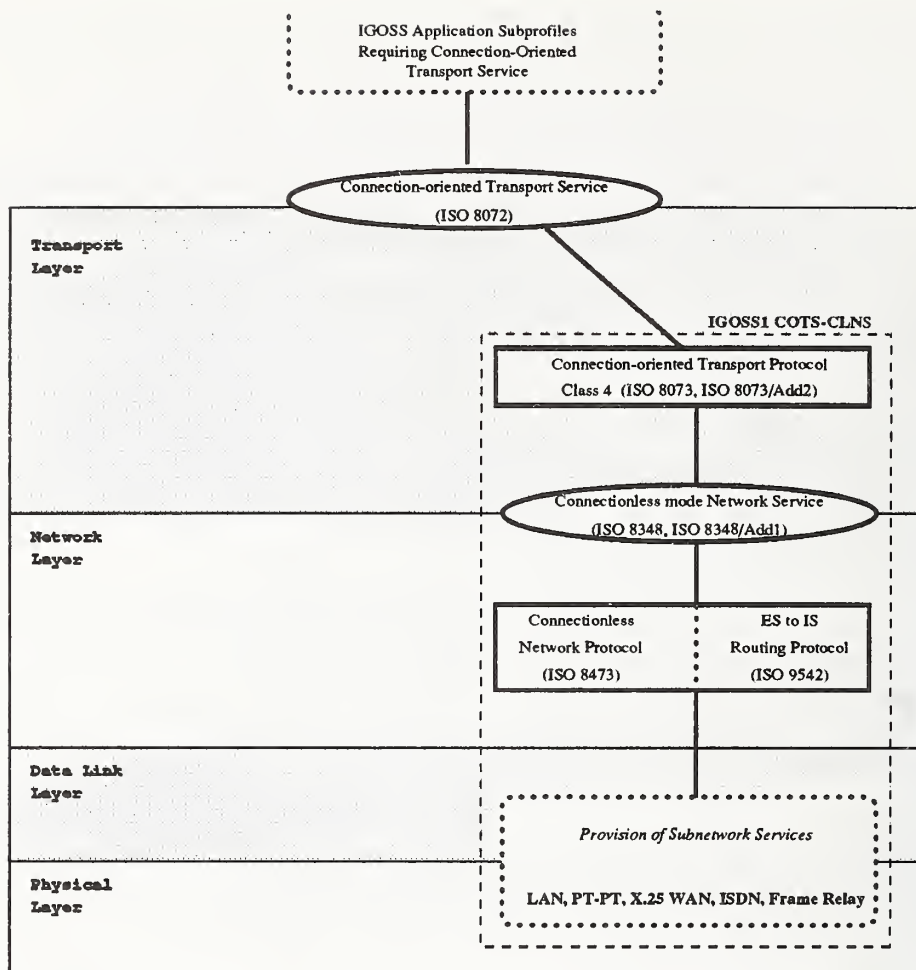 IGOSS Application Subprofiles
Requiring Connection-Oriented
Transport Service
Connection-oriented Transport Service
(ISO 8072)
Transport
Layer
IGOSS1 COTS-CLNS
Connection-oriented Transport Protocol
Class 4 (ISO 8073, ISO 8073/Add2)
Connectionless mode Network Service
(ISO 8348, ISO 8348/Add1)
Network
Layer
Connectionless
Network Protocol
(ISO 8473)
ES to IS
Routing Protocol
(ISO 9542)
Data Link
Layer
Provision of Subnetwork Services
Physical
Layer
LAN, PT-PT, X.25 WAN, ISDN, Frame Relay